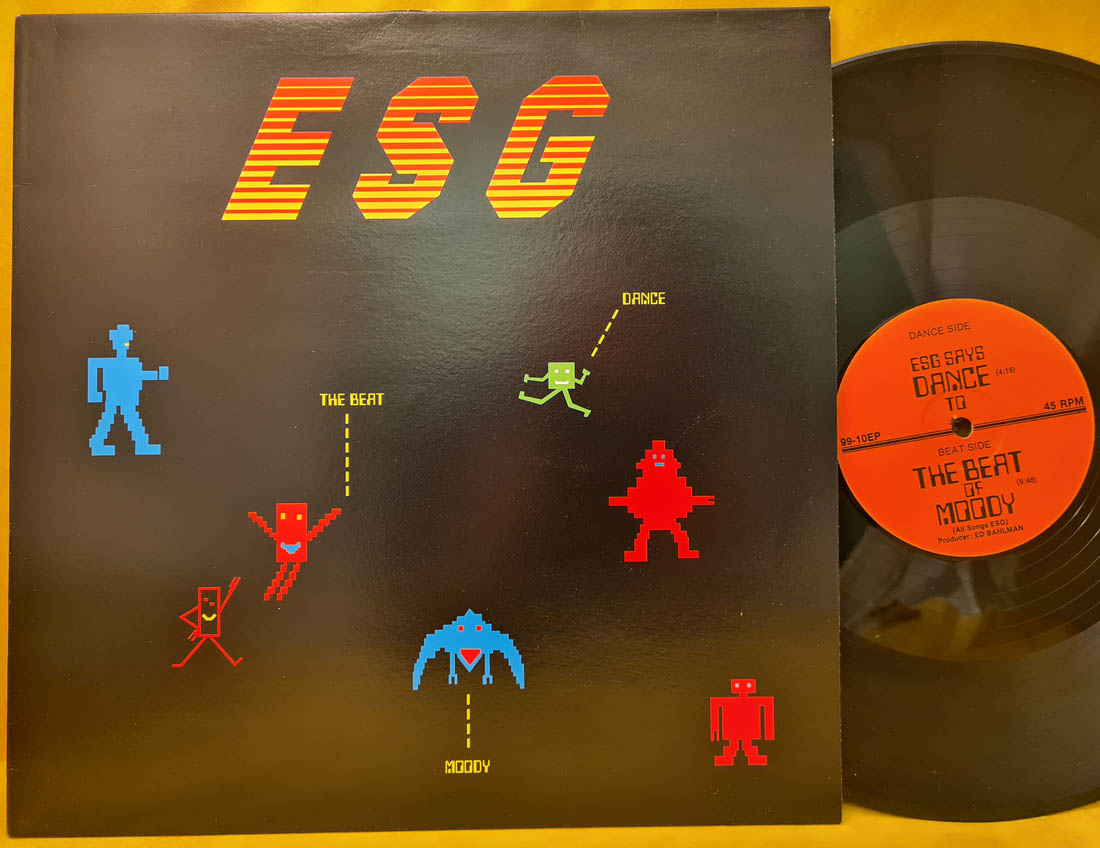 ESG
DANCE
THE BEAT
MOODY
DANCE SIDE
ESG SAYS
DANCE (4:15)
TO
99-10EP
45 RPM
BEAT SIDE
THE BEAT
OF (6:48)
MOODY
(All Songs ESG)
Producer: ED BAHLMAN